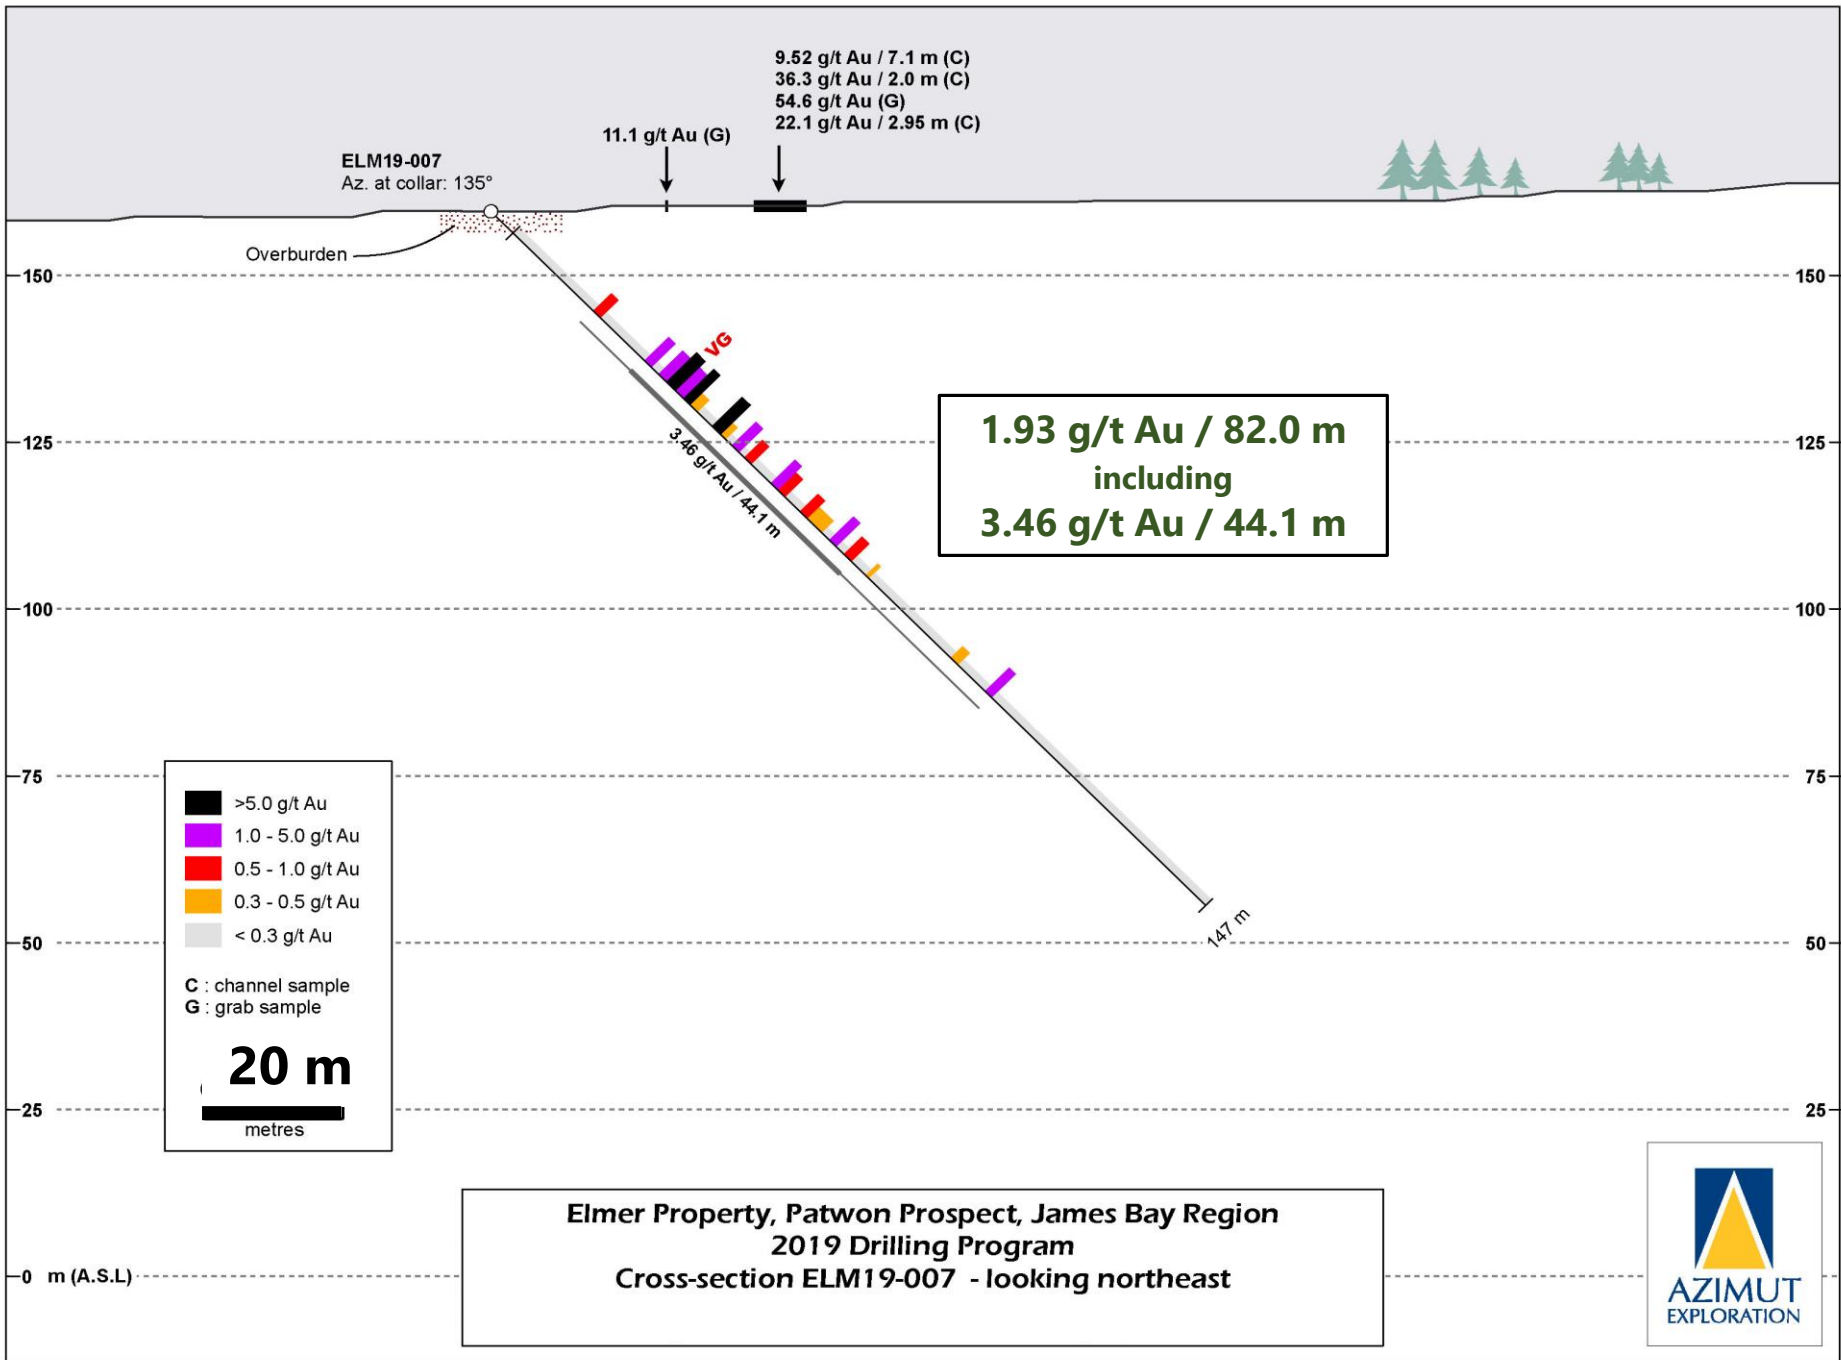 9.52 g/t Au / 7.1 m (C)
36.3 g/t Au / 2.0 m (C)
54.6 g/t Au (G)
22.1 g/t Au / 2.95 m (C)
11.1 g/t Au (G)
ELM19-007
Az. at collar: 135°
Overburden
150
150
VG
125
125
3.46 g/t Au / 44.1 m
1.93 g/t Au / 82.0 m
including
3.46 g/t Au / 44.1 m
100
100
75
75
147 m
50
50
>5.0 g/t Au
1.0 - 5.0 g/t Au
0.5 - 1.0 g/t Au
0.3 - 0.5 g/t Au
< 0.3 g/t Au
C : channel sample
G : grab sample
20 m
metres
25
25
0 m (A.S.L)
Elmer Property, Patwon Prospect, James Bay Region
2019 Drilling Program
Cross-section ELM19-007 - looking northeast
AZIMUT
EXPLORATION